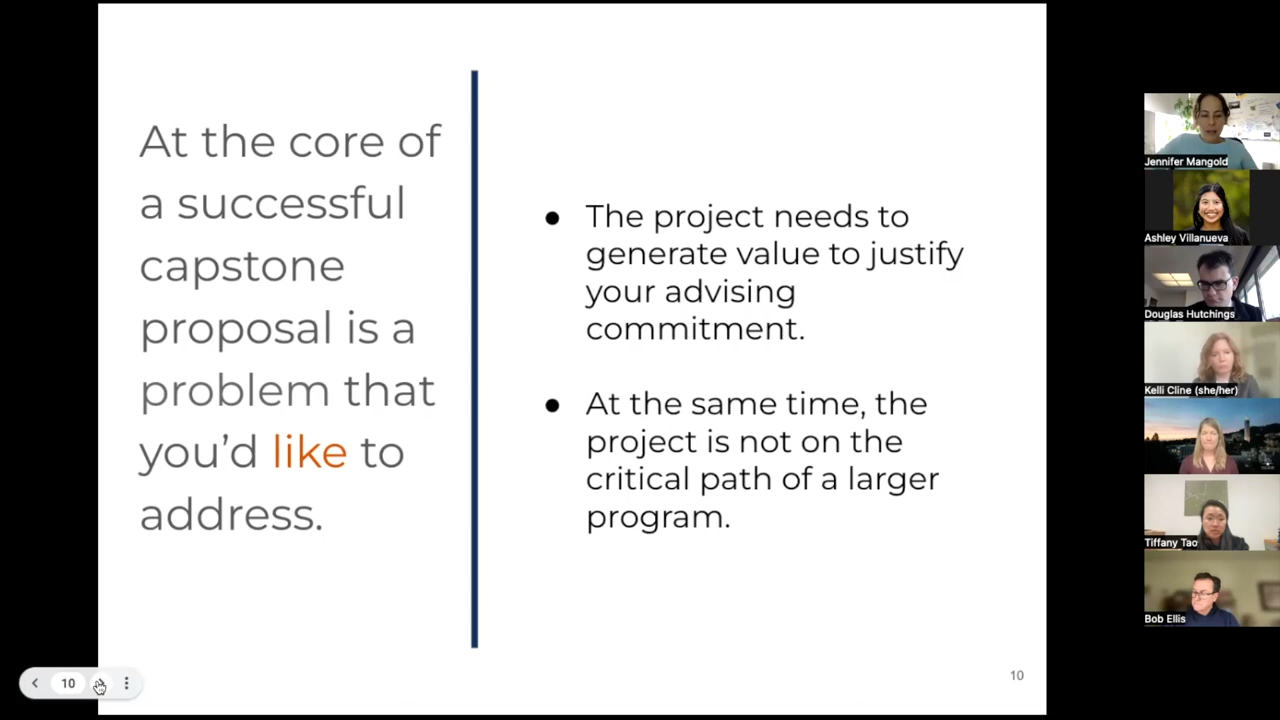 At the core of
a successful
capstone
proposal is a
problem that
you’d like to
address.
● The project needs to
generate value to justify
your advising
commitment.
● At the same time, the
project is not on the
critical path of a larger
program.
10
10
Jennifer Mangold
Ashley Villanueva
Douglas Hutchings
Kelli Cline (she/her)
Tiffany Tao
Bob Ellis